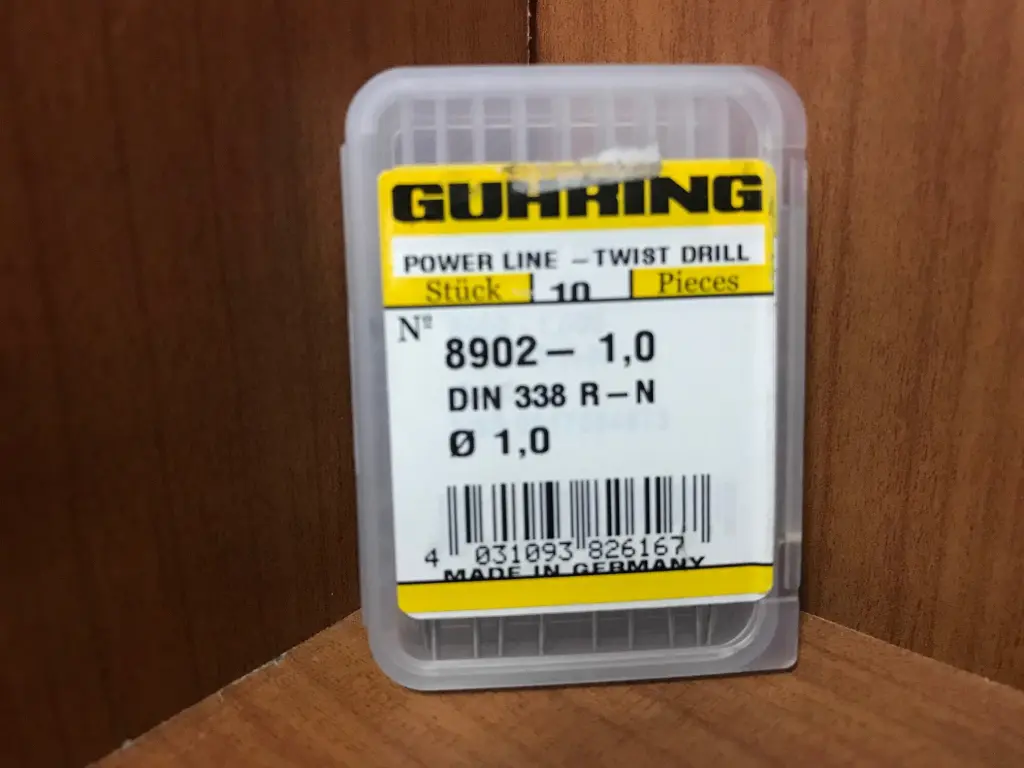 GUHRING
POWER LINE – TWIST DRILL
Stück 10 Pieces
Nº
8902 – 1,0
DIN 338 R – N
Ø 1,0
4 031093 826167
MADE IN GERMANY